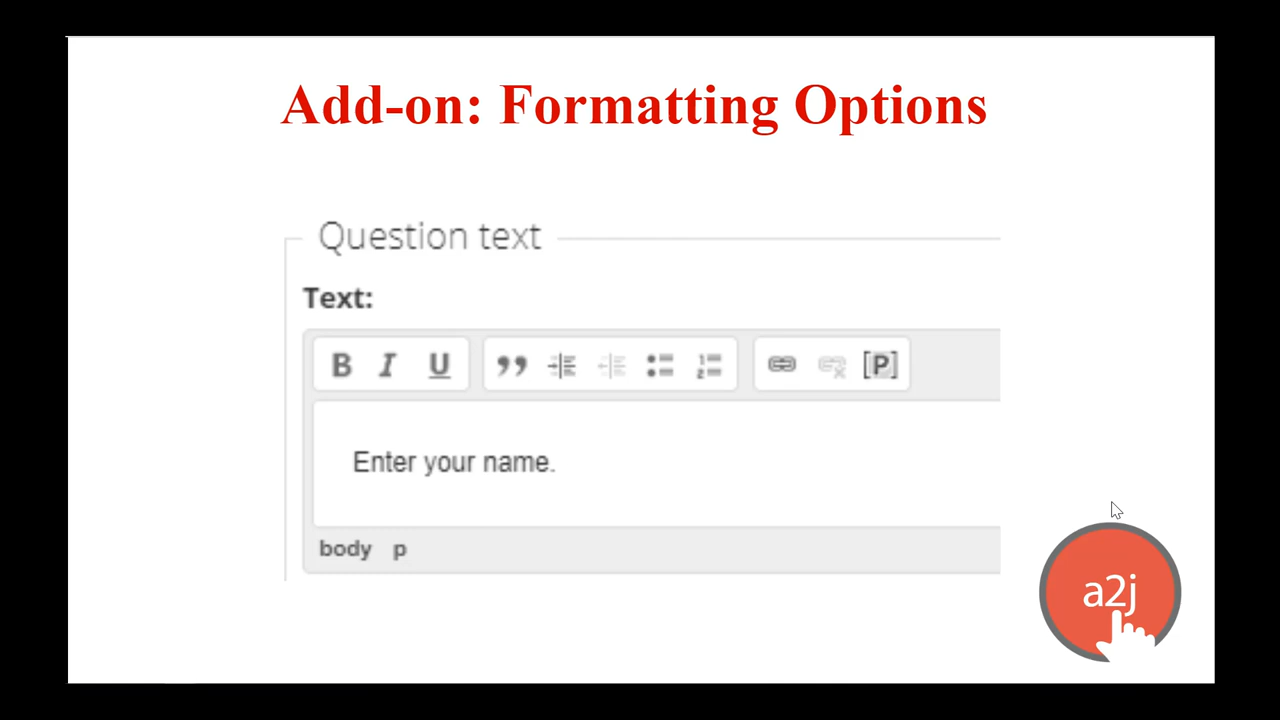 Add-on: Formatting Options
Question text
Text:
B I U [P]
Enter your name.
body p
a2j